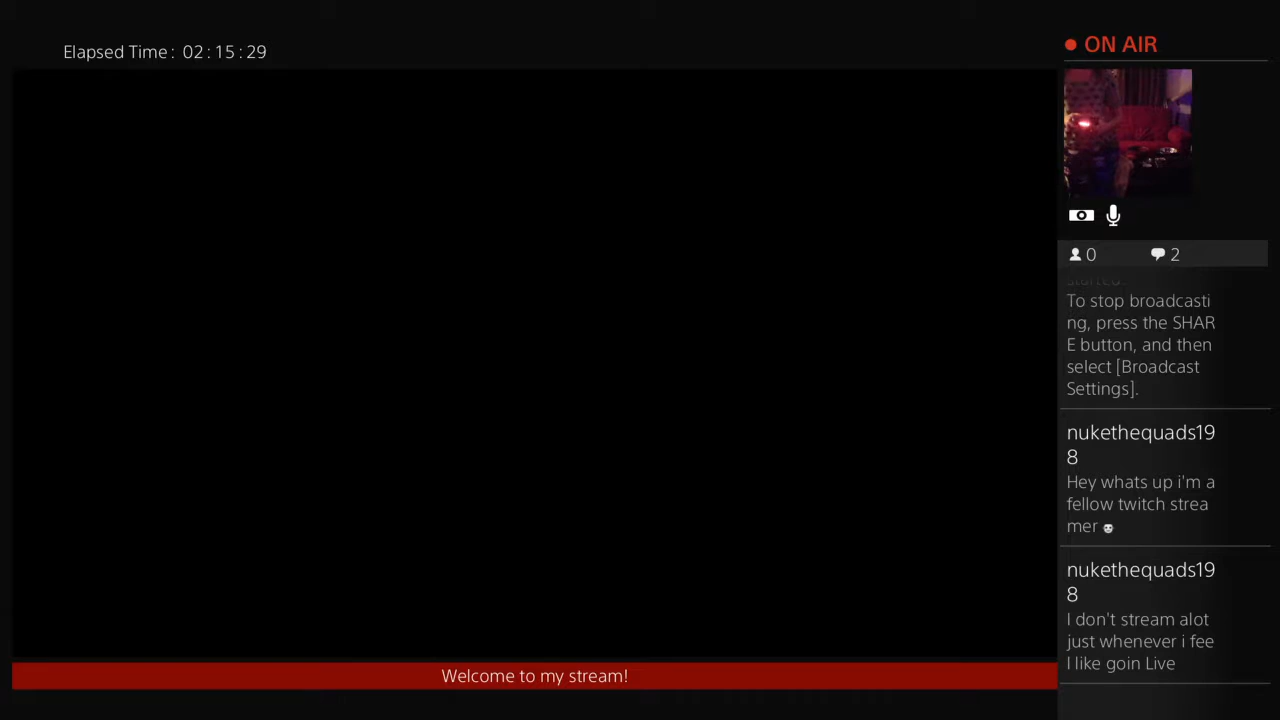 Elapsed Time: 02:15:29
ON AIR
0 2
started.
To stop broadcasti
ng, press the SHAR
E button, and then
select [Broadcast
Settings].
nukethequads19
8
Hey whats up i'm a
fellow twitch strea
mer
nukethequads19
8
I don't stream alot
just whenever i fee
l like goin Live
Welcome to my stream!